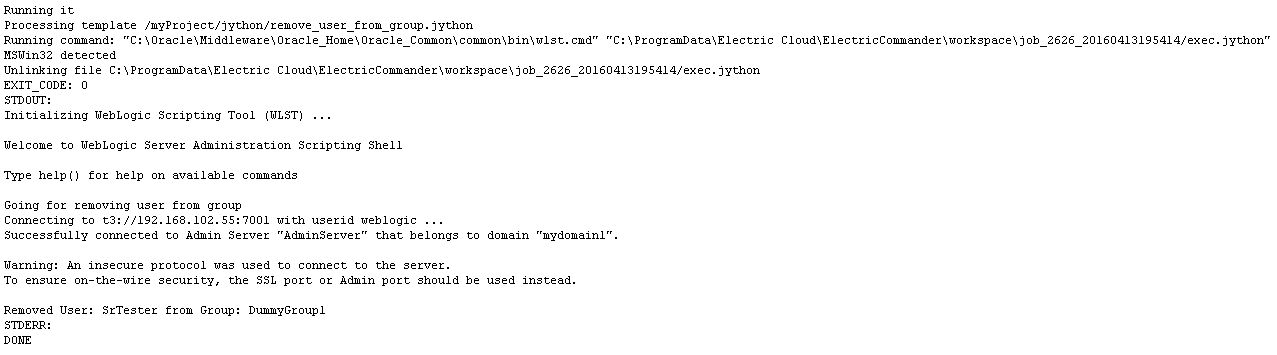 Running it
Processing template /myProject/jython/remove_user_from_group.jython
Running command: "C:\Oracle\Middleware\Oracle_Home\Oracle_Common\common\bin\wlst.cmd" "C:\ProgramData\Electric Cloud\ElectricCommander\workspace\job_2626_20160413195414/exec.jython"
MSWin32 detected
Unlinking file C:\ProgramData\Electric Cloud\ElectricCommander\workspace\job_2626_20160413195414/exec.jython
EXIT_CODE: 0
STDOUT:
Initializing WebLogic Scripting Tool (WLST) ...
Welcome to WebLogic Server Administration Scripting Shell
Type help() for help on available commands
Going for removing user from group
Connecting to t3://192.168.102.55:7001 with userid weblogic ...
Successfully connected to Admin Server "AdminServer" that belongs to domain "mydomain1".
Warning: An insecure protocol was used to connect to the server.
To ensure on-the-wire security, the SSL port or Admin port should be used instead.
Removed User: SrTester from Group: DummyGroup1
STDERR:
DONE